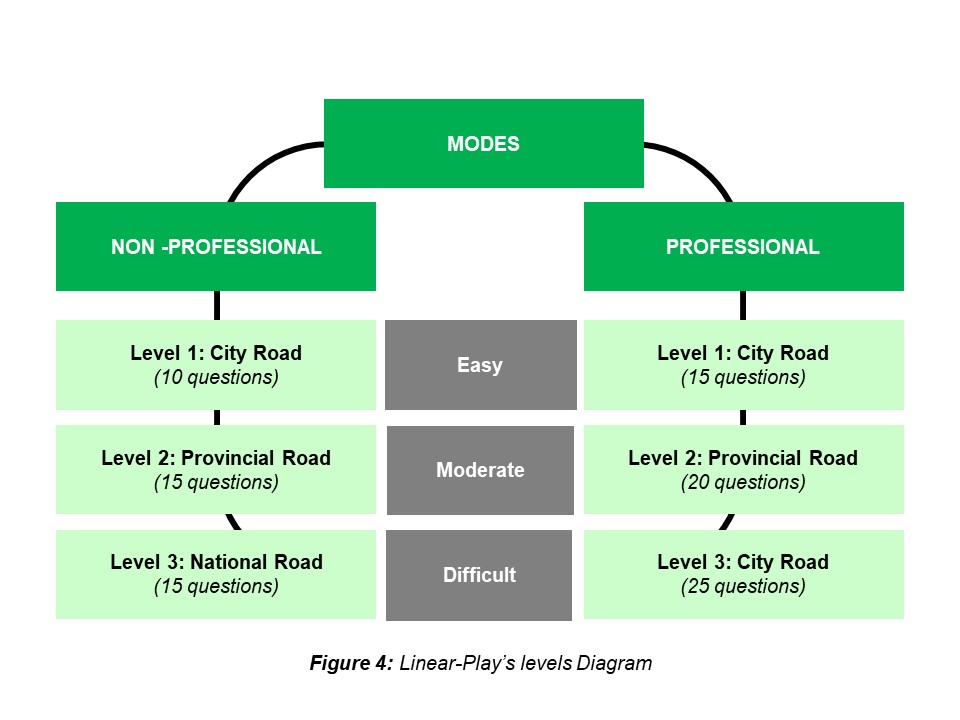 MODES
NON -PROFESSIONAL
PROFESSIONAL
Level 1: City Road
(10 questions)
Easy
Level 1: City Road
(15 questions)
Level 2: Provincial Road
(15 questions)
Moderate
Level 2: Provincial Road
(20 questions)
Level 3: National Road
(15 questions)
Difficult
Level 3: City Road
(25 questions)
Figure 4: Linear-Play’s levels Diagram